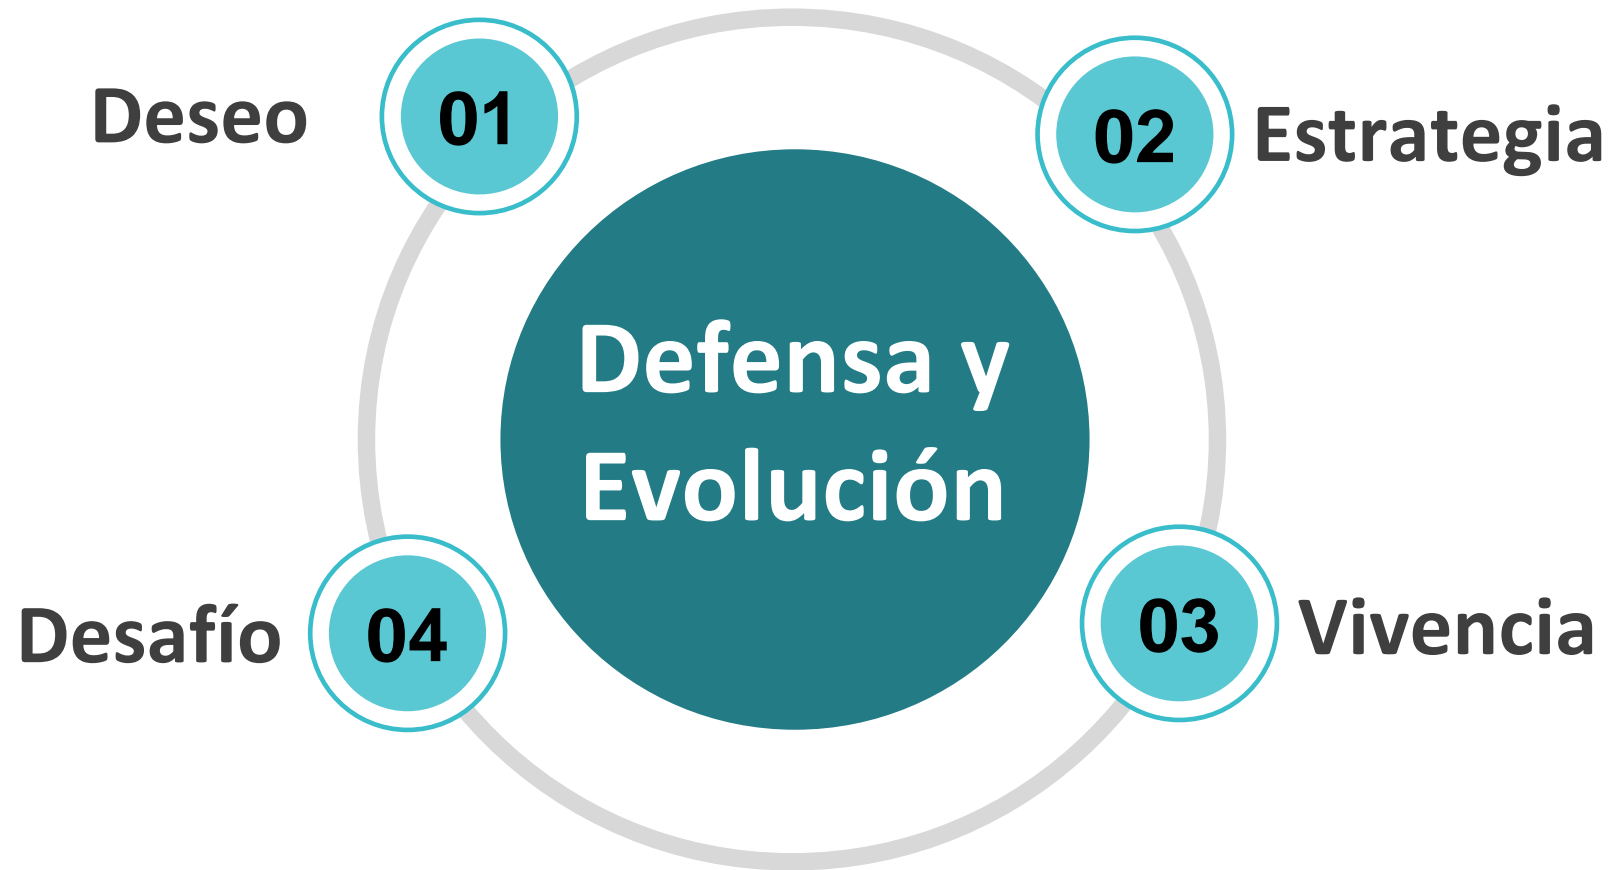 Deseo
01
02
Estrategia
Defensa y
Evolución
Desafío
04
03
Vivencia